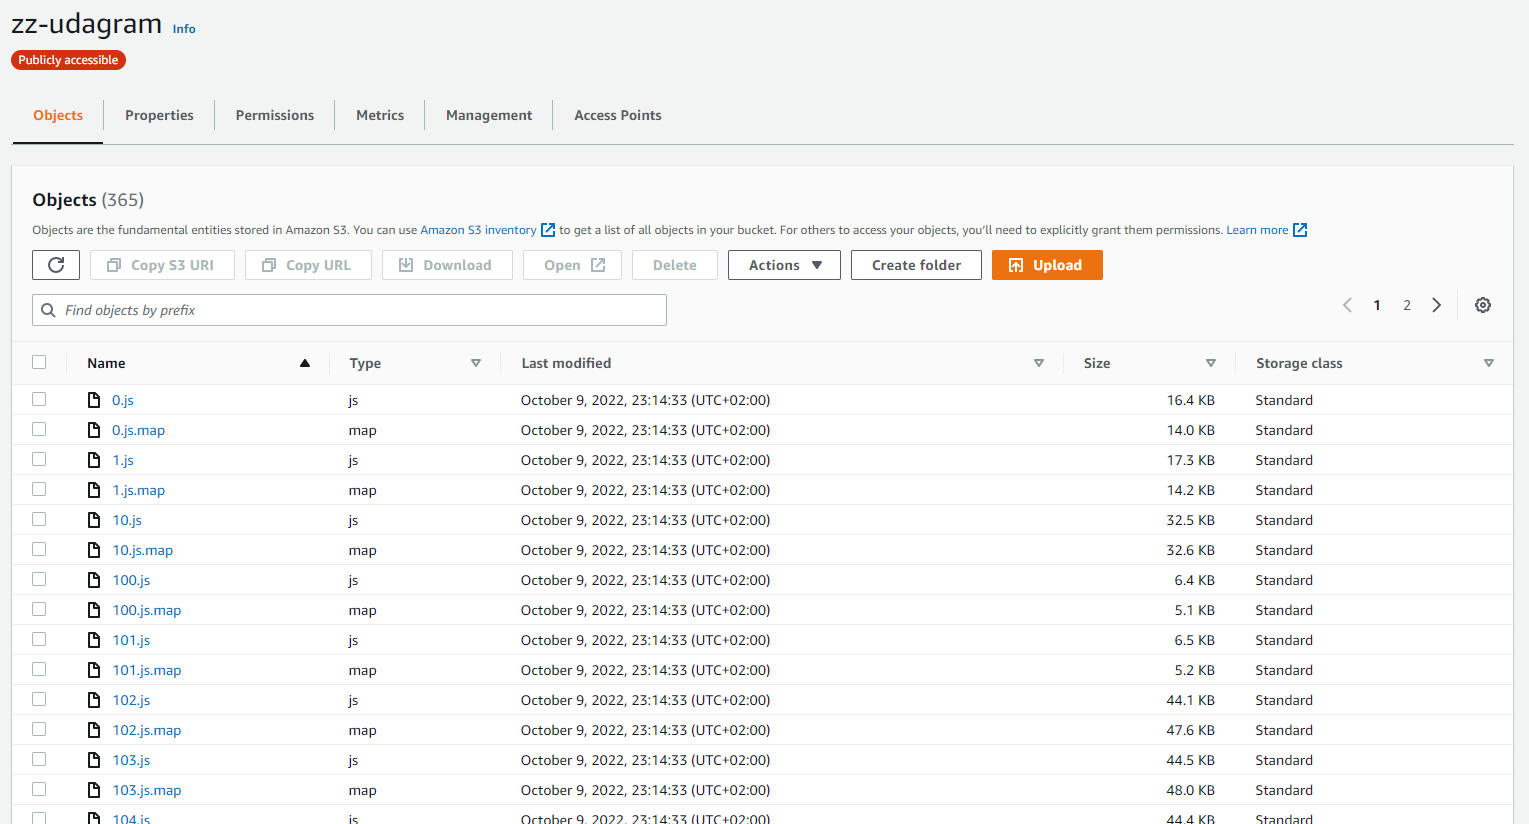 zz-udagram Info
Publicly accessible
Objects Properties Permissions Metrics Management Access Points
Objects (365)
Objects are the fundamental entities stored in Amazon S3. You can use Amazon S3 inventory to get a list of all objects in your bucket. For others to access your objects, you'll need to explicitly grant them permissions. Learn more
Copy S3 URI Copy URL Download Open Delete Actions Create folder Upload
Find objects by prefix 1 2
Name Type Last modified Size Storage class
0.js js October 9, 2022, 23:14:33 (UTC+02:00) 16.4 KB Standard
0.js.map map October 9, 2022, 23:14:33 (UTC+02:00) 14.0 KB Standard
1.js js October 9, 2022, 23:14:33 (UTC+02:00) 17.3 KB Standard
1.js.map map October 9, 2022, 23:14:33 (UTC+02:00) 14.2 KB Standard
10.js js October 9, 2022, 23:14:33 (UTC+02:00) 32.5 KB Standard
10.js.map map October 9, 2022, 23:14:33 (UTC+02:00) 32.6 KB Standard
100.js js October 9, 2022, 23:14:33 (UTC+02:00) 6.4 KB Standard
100.js.map map October 9, 2022, 23:14:33 (UTC+02:00) 5.1 KB Standard
101.js js October 9, 2022, 23:14:33 (UTC+02:00) 6.5 KB Standard
101.js.map map October 9, 2022, 23:14:33 (UTC+02:00) 5.2 KB Standard
102.js js October 9, 2022, 23:14:33 (UTC+02:00) 44.1 KB Standard
102.js.map map October 9, 2022, 23:14:33 (UTC+02:00) 47.6 KB Standard
103.js js October 9, 2022, 23:14:33 (UTC+02:00) 44.5 KB Standard
103.js.map map October 9, 2022, 23:14:33 (UTC+02:00) 48.0 KB Standard
104.js js October 9, 2022, 23:14:33 (UTC+02:00) 44.4 KB Standard